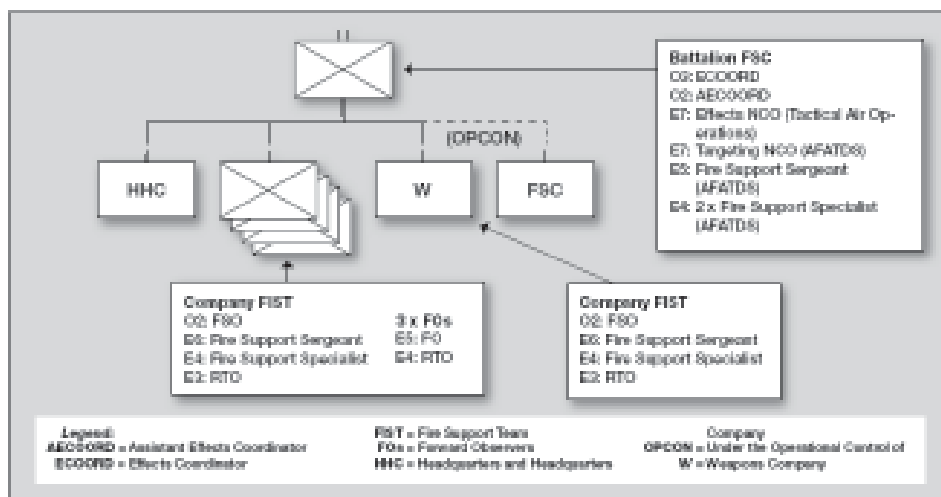 Battalion FSC
O3: ECOORD
O2: AECOORD
E7: Effects NCO (Tactical Air Op-
erations)
E7: Targeting NCO (AFATDS)
E5: Fire Support Sergeant
(AFATDS)
E4: 2 x Fire Support Specialist
(AFATDS)
(OPCON)
HHC
W
FSC
Company FIST
O2: FSO
E6: Fire Support Sergeant
E4: Fire Support Specialist
E3: RTO
3 x FOs
E5: FO
E4: RTO
Company FIST
O2: FSO
E6: Fire Support Sergeant
E4: Fire Support Specialist
E3: RTO
Legend:
AECOORD = Assistant Effects Coordinator
ECOORD = Effects Coordinator
FIST = Fire Support Team
FOs = Forward Observers
HHC = Headquarters and Headquarters
Company
OPCON = Under the Operational Control of
W = Weapons Company